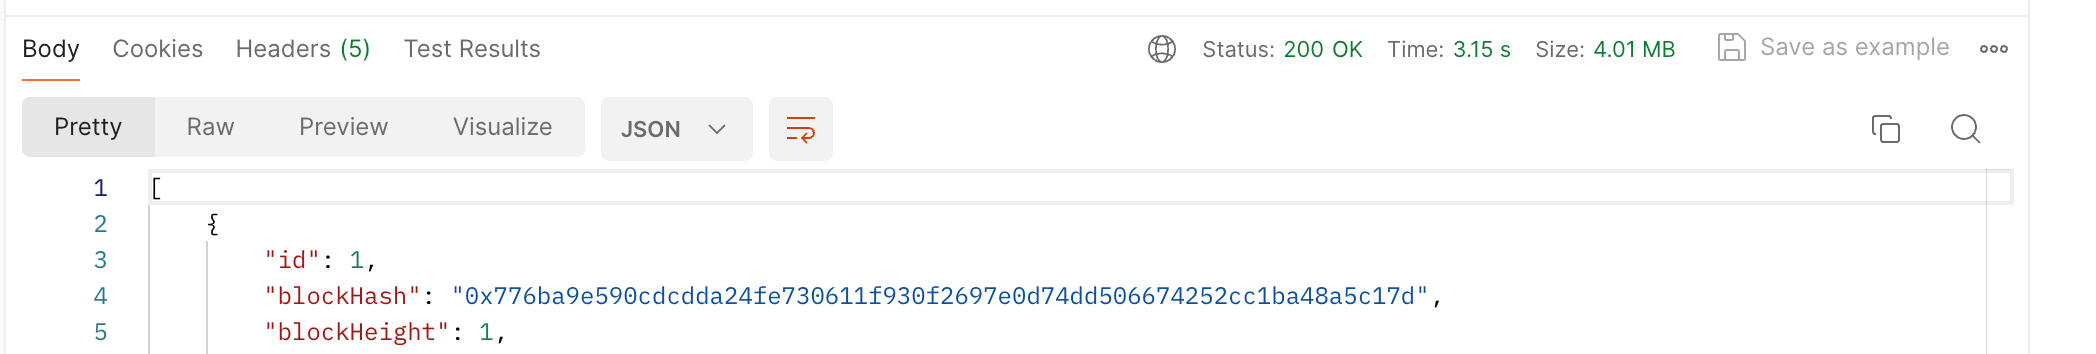 Body Cookies Headers (5) Test Results Status: 200 OK Time: 3.15 s Size: 4.01 MB Save as example
Pretty Raw Preview Visualize JSON
1 [
2 {
3 "id": 1,
4 "blockHash": "0x776ba9e590cdcdda24fe730611f930f2697e0d74dd506674252cc1ba48a5c17d",
5 "blockHeight": 1,